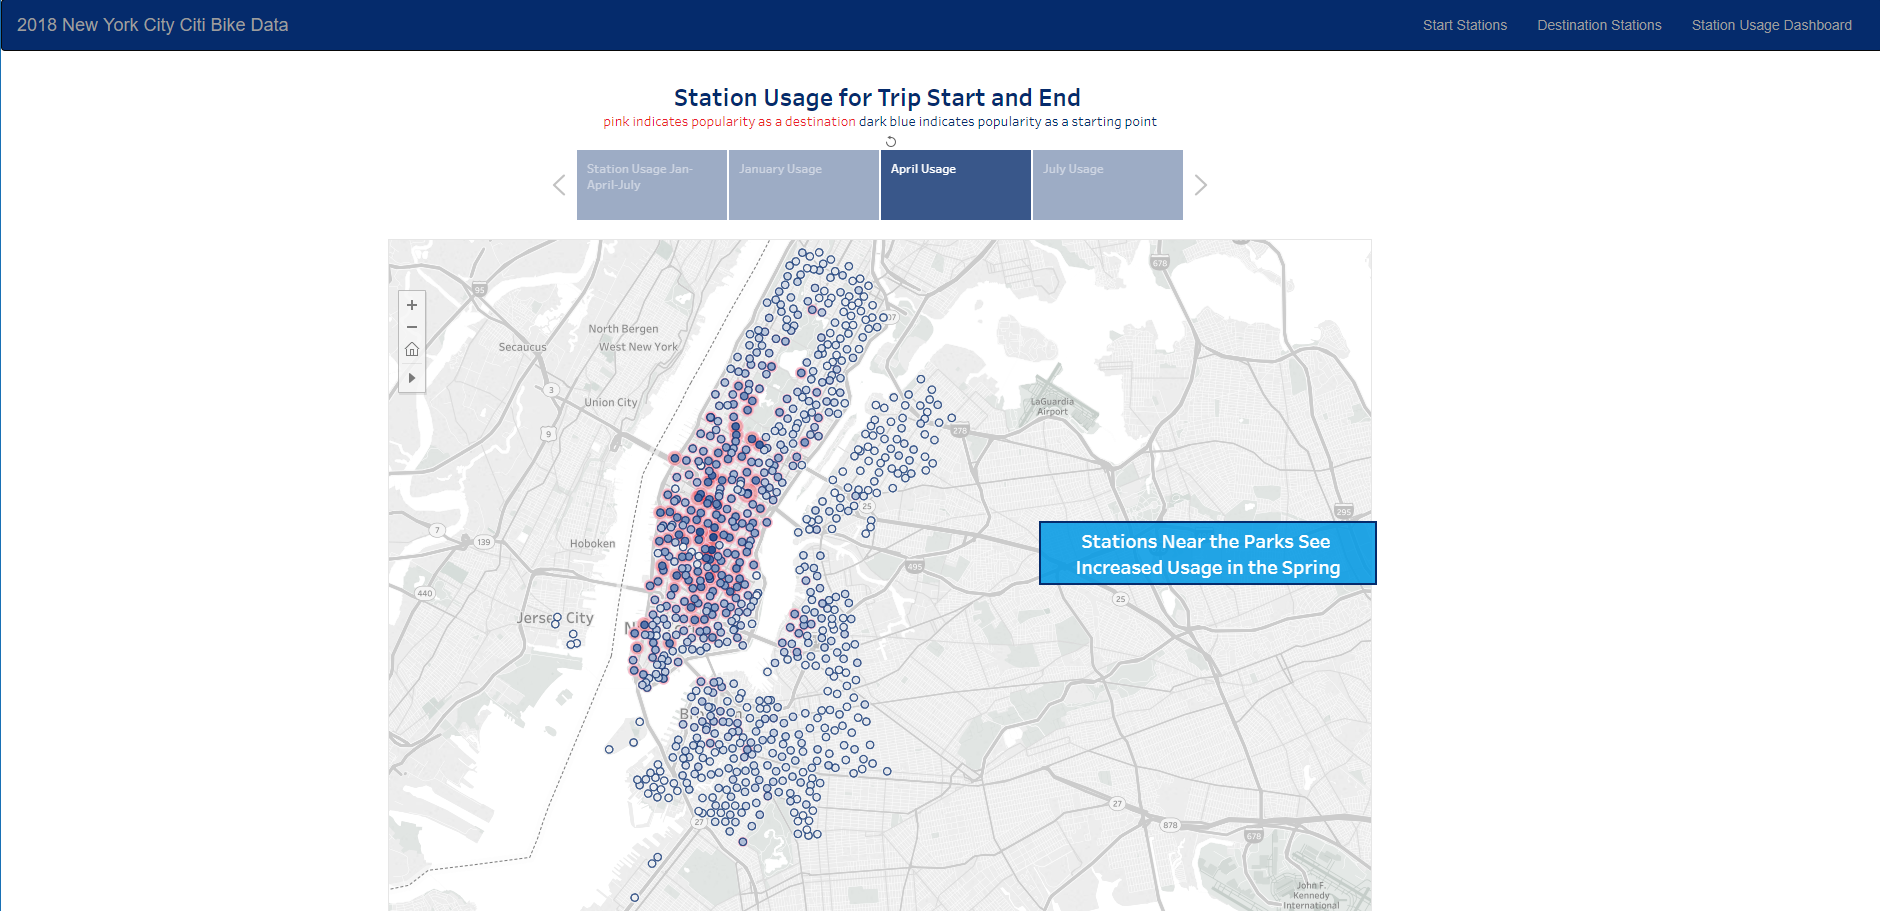 2018 New York City Citi Bike Data
Start Stations
Destination Stations
Station Usage Dashboard
Station Usage for Trip Start and End
pink indicates popularity as a destination dark blue indicates popularity as a starting point
Station Usage Jan-
April-July
January Usage
April Usage
July Usage
678
95
North Bergen
West New York
Secaucus
3
Union City
LaGuardia
Airport
9
278
25
295
7
139
Hoboken
Stations Near the Parks See
Increased Usage in the Spring
495
440
25
Jersey City
27
27
878
678
John F.
Kennedy
International